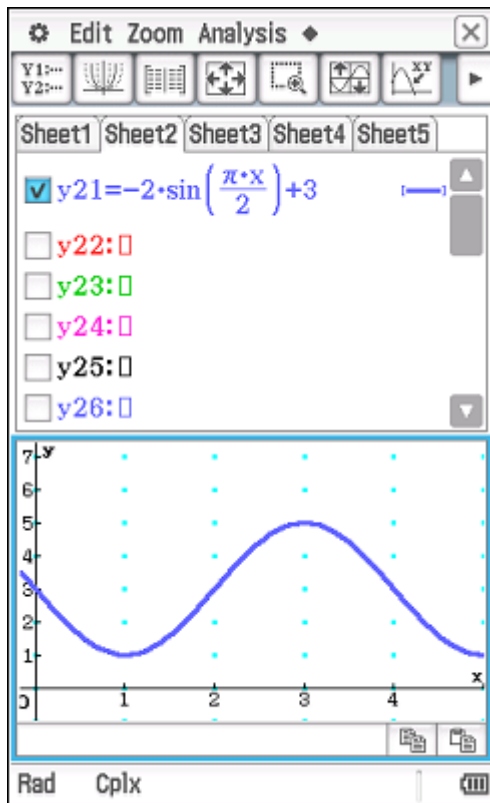 Edit Zoom Analysis ◆
Y1:··· Y2:···
XY
Sheet1 Sheet2 Sheet3 Sheet4 Sheet5
y21=−2·sin(π·x/2)+3
y22:▯
y23:▯
y24:▯
y25:▯
y26:▯
y
7
6
5
4
3
2
1
x
0 1 2 3 4
Rad Cplx